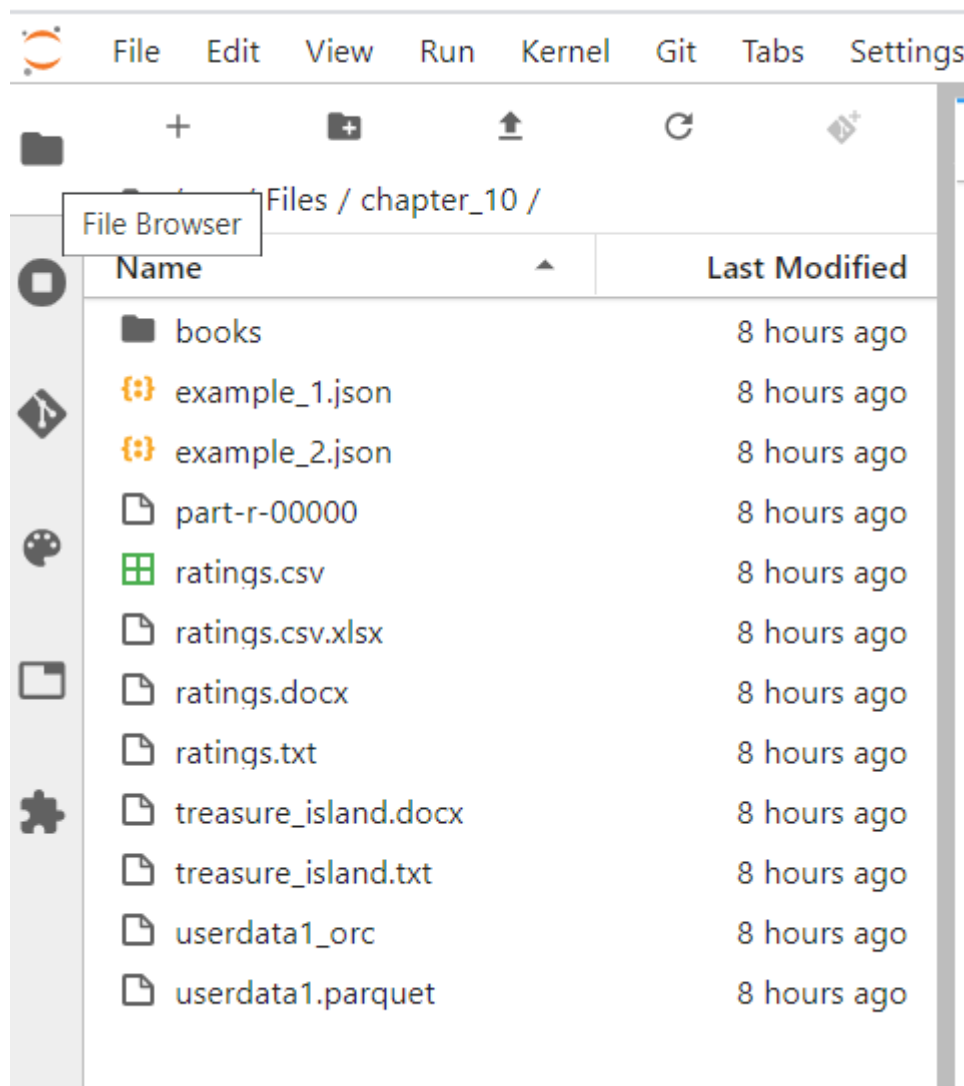 File Edit View Run Kernel Git Tabs Settings
/ Files / chapter_10 /
File Browser
Name Last Modified
books 8 hours ago
example_1.json 8 hours ago
example_2.json 8 hours ago
part-r-00000 8 hours ago
ratings.csv 8 hours ago
ratings.csv.xlsx 8 hours ago
ratings.docx 8 hours ago
ratings.txt 8 hours ago
treasure_island.docx 8 hours ago
treasure_island.txt 8 hours ago
userdata1_orc 8 hours ago
userdata1.parquet 8 hours ago